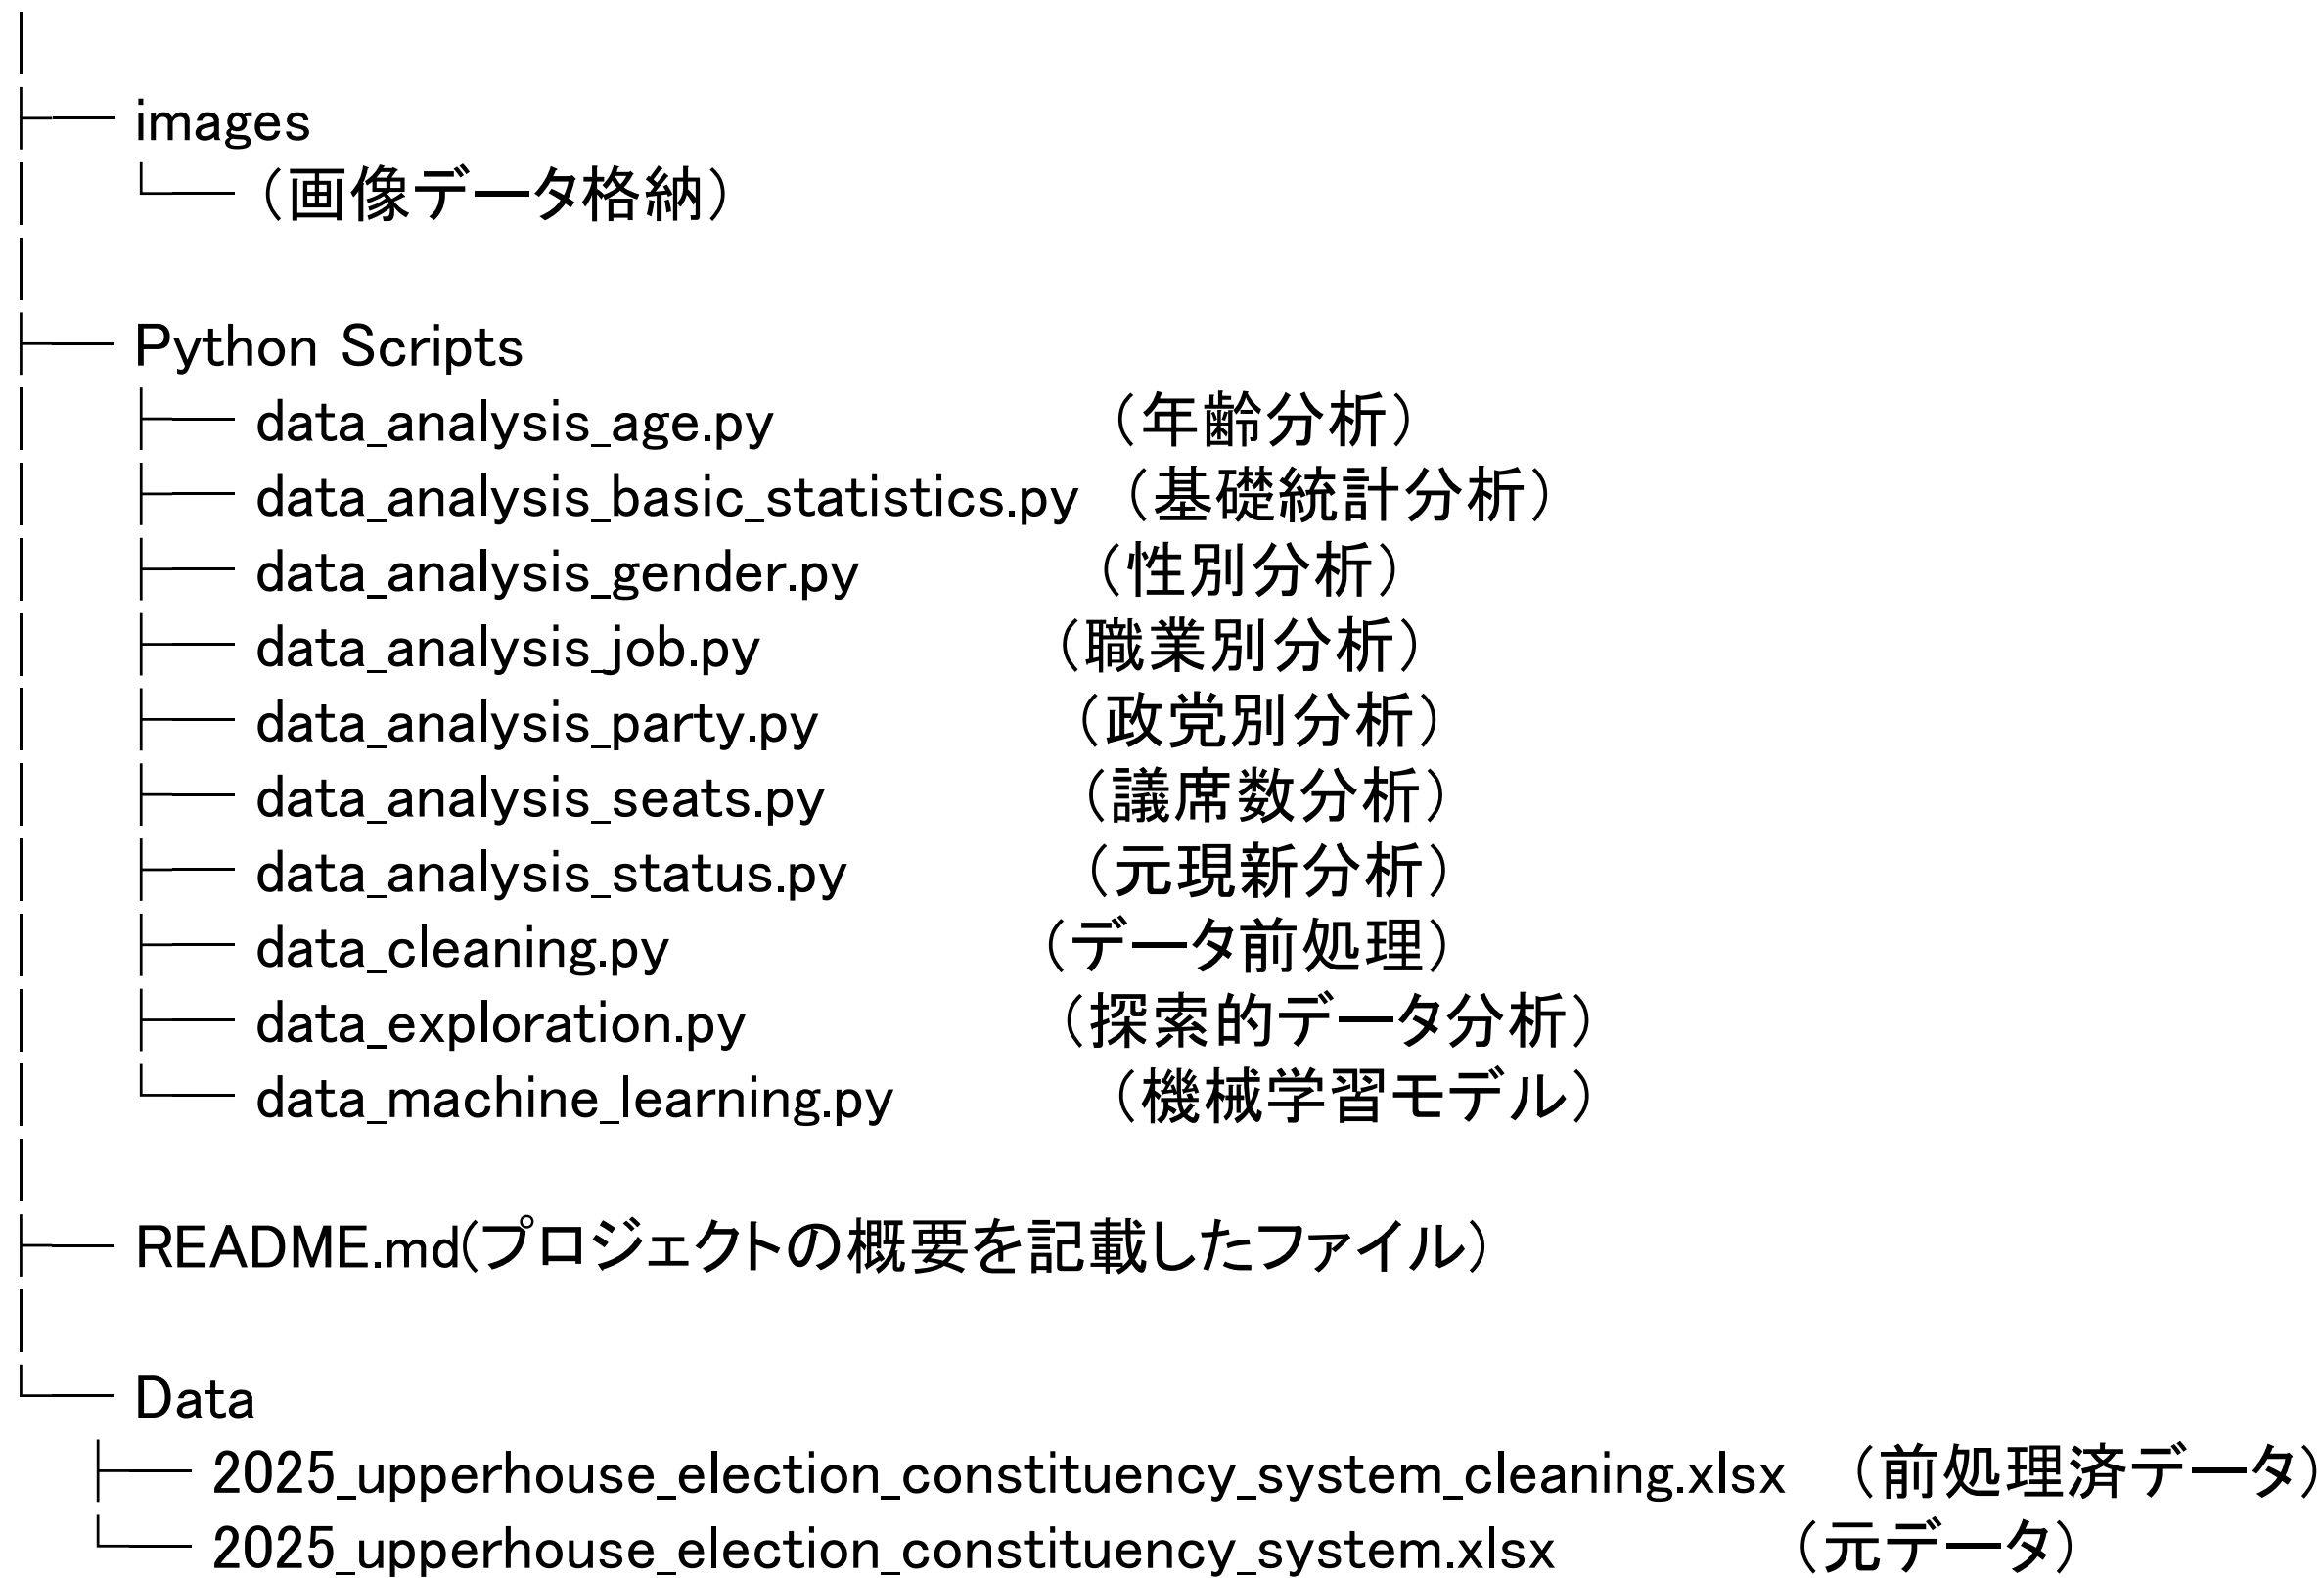 images
（画像データ格納）
Python Scripts
data_analysis_age.py （年齢分析）
data_analysis_basic_statistics.py （基礎統計分析）
data_analysis_gender.py （性別分析）
data_analysis_job.py （職業別分析）
data_analysis_party.py （政党別分析）
data_analysis_seats.py （議席数分析）
data_analysis_status.py （元現新分析）
data_cleaning.py （データ前処理）
data_exploration.py （探索的データ分析）
data_machine_learning.py （機械学習モデル）
README.md(プロジェクトの概要を記載したファイル）
Data
2025_upperhouse_election_constituency_system_cleaning.xlsx （前処理済データ）
2025_upperhouse_election_constituency_system.xlsx （元データ）